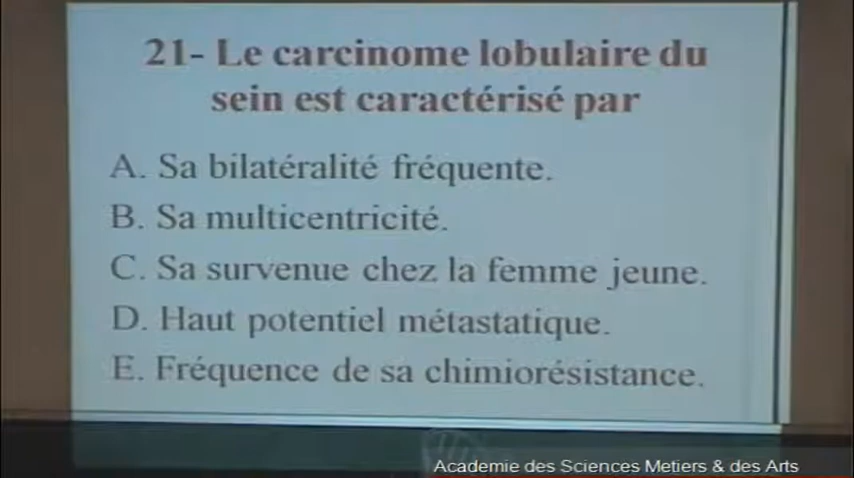 21- Le carcinome lobulaire du
sein est caractérisé par
A. Sa bilatéralité fréquente.
B. Sa multicentricité.
C. Sa survenue chez la femme jeune.
D. Haut potentiel métastatique.
E. Fréquence de sa chimiorésistance.
Academie des Sciences Metiers & des Arts